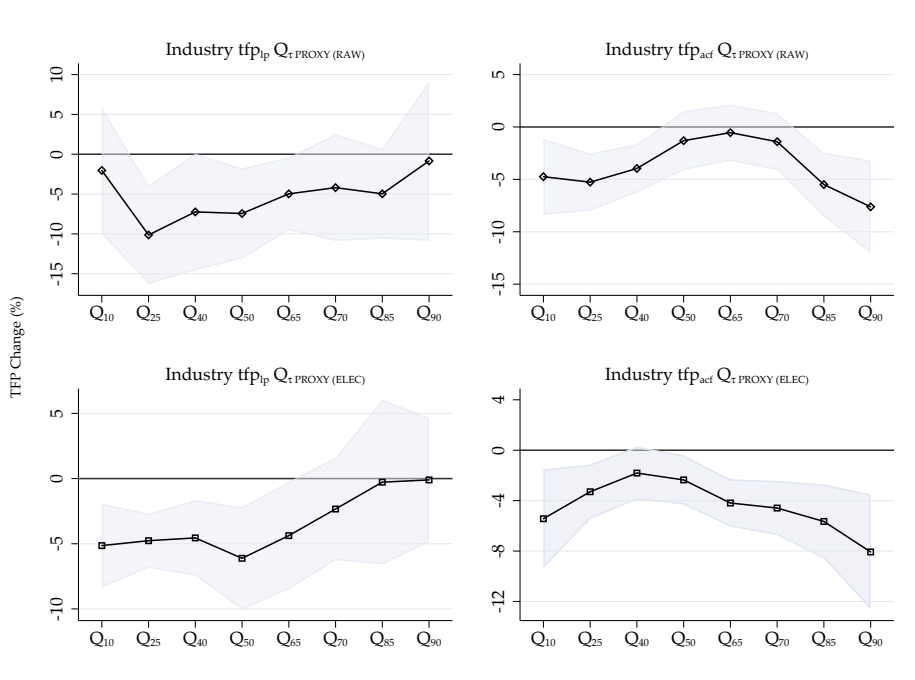 TFP Change (%)
Industry tfp_lp Q_τ PROXY (RAW)
10
5
0
-5
-10
-15
Q10 Q25 Q40 Q50 Q65 Q70 Q85 Q90
Industry tfp_acf Q_τ PROXY (RAW)
5
0
-5
-10
-15
Q10 Q25 Q40 Q50 Q65 Q70 Q85 Q90
Industry tfp_lp Q_τ PROXY (ELEC)
5
0
-5
-10
Q10 Q25 Q40 Q50 Q65 Q70 Q85 Q90
Industry tfp_acf Q_τ PROXY (ELEC)
4
0
-4
-8
-12
Q10 Q25 Q40 Q50 Q65 Q70 Q85 Q90